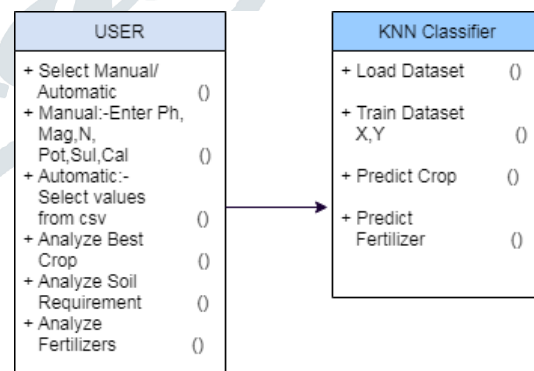 USER
+ Select Manual/
Automatic ()
+ Manual:-Enter Ph,
Mag,N,
Pot,Sul,Cal ()
+ Automatic:-
Select values
from csv ()
+ Analyze Best
Crop ()
+ Analyze Soil
Requirement ()
+ Analyze
Fertilizers ()
KNN Classifier
+ Load Dataset ()
+ Train Dataset
X,Y ()
+ Predict Crop ()
+ Predict
Fertilizer ()